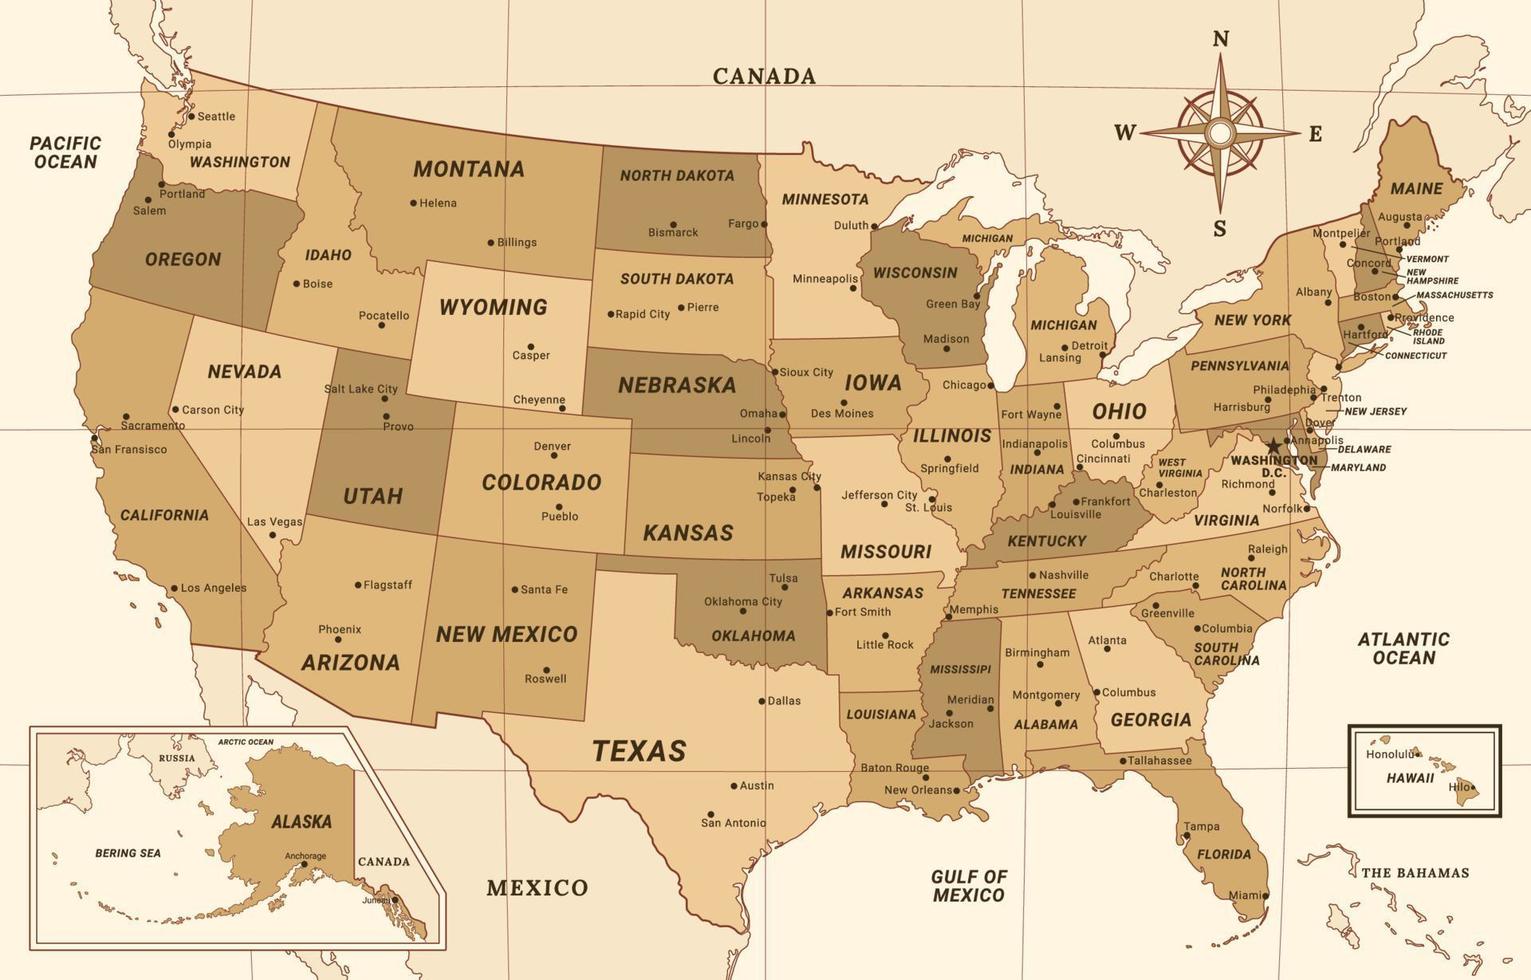 N
CANADA
W
E
S
PACIFIC
OCEAN
Seattle
Olympia
WASHINGTON
Portland
Salem
OREGON
MONTANA
Helena
Billings
IDAHO
Boise
Pocatello
WYOMING
Casper
Cheyenne
NORTH DAKOTA
Bismarck
Fargo
SOUTH DAKOTA
Rapid City
Pierre
MINNESOTA
Duluth
Minneapolis
MICHIGAN
WISCONSIN
Green Bay
Madison
MICHIGAN
Lansing
Detroit
MAINE
Augusta
Portland
Montpelier
VERMONT
Concord
NEW
HAMPSHIRE
Albany
Boston
MASSACHUSETTS
NEW YORK
Providence
Hartford
RHODE
ISLAND
CONNECTICUT
PENNSYLVANIA
Philadelphia
Harrisburg
Trenton
NEW JERSEY
Dover
Annapolis
DELAWARE
WASHINGTON
D.C.
MARYLAND
NEVADA
Carson City
Las Vegas
Salt Lake City
Provo
UTAH
Sacramento
San Fransisco
CALIFORNIA
Los Angeles
NEBRASKA
Omaha
Lincoln
Sioux City
IOWA
Des Moines
Chicago
ILLINOIS
Springfield
Fort Wayne
Indianapolis
INDIANA
OHIO
Columbus
Cincinnati
WEST
VIRGINIA
Charleston
Richmond
Norfolk
VIRGINIA
Denver
COLORADO
Pueblo
Kansas City
Topeka
KANSAS
Jefferson City
St. Louis
MISSOURI
Frankfort
Louisville
KENTUCKY
Flagstaff
Phoenix
ARIZONA
Santa Fe
NEW MEXICO
Roswell
Tulsa
Oklahoma City
OKLAHOMA
ARKANSAS
Fort Smith
Little Rock
Nashville
TENNESSEE
Memphis
Raleigh
Charlotte
NORTH
CAROLINA
Greenville
Columbia
SOUTH
CAROLINA
ATLANTIC
OCEAN
MISSISSIPI
Meridian
Jackson
Birmingham
Montgomery
ALABAMA
Atlanta
Columbus
GEORGIA
Dallas
TEXAS
Austin
San Antonio
LOUISIANA
Baton Rouge
New Orleans
Tallahassee
Tampa
FLORIDA
Miami
GULF OF
MEXICO
MEXICO
ARCTIC OCEAN
RUSSIA
ALASKA
BERING SEA
Anchorage
CANADA
Juneau
Honolulu
HAWAII
Hilo
THE BAHAMAS